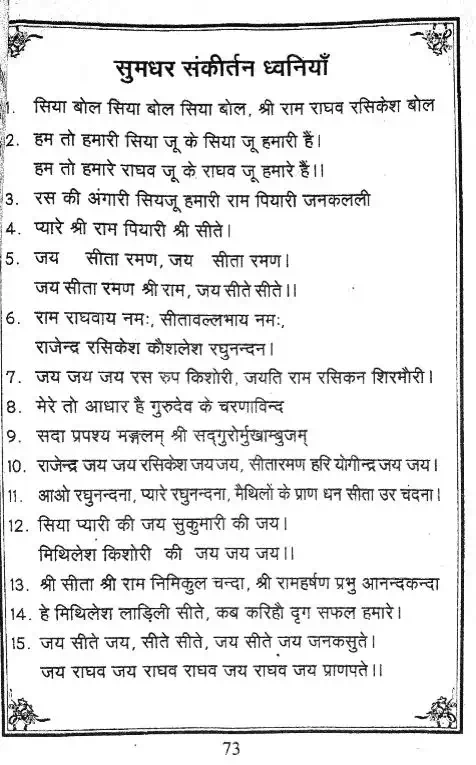 सुमधर संकीर्तन ध्वनियाँ
1. सिया बोल सिया बोल सिया बोल, श्री राम राघव रसिकेश बोल
2. हम तो हमारी सिया जू के सिया जू हमारी हैं।
हम तो हमारे राघव जू के राघव जू हमारे हैं।।
3. रस की अंगारी सियजू हमारी राम पियारी जनकलली
4. प्यारे श्री राम पियारी श्री सीते।
5. जय सीता रमण, जय सीता रमण।
जय सीता रमण श्री राम, जय सीते सीते।।
6. राम राघवाय नमः, सीतावल्लभाय नमः,
राजेन्द्र रसिकेश कौशलेश रघुनन्दन।
7. जय जय जय रस रुप किशोरी, जयति राम रसिकन शिरमौरी।
8. मेरे तो आधार है गुरुदेव के चरणाविन्द
9. सदा प्रपश्य मङ्गलम् श्री सद्गुरोर्मुखाम्बुजम्
10. राजेन्द्र जय जय रसिकेश जय जय, सीतारमण हरि योगीन्द्र जय जय।
11. आओ रघुनन्दना, प्यारे रघुनन्दना, मैथिलों के प्राण धन सीता उर चंदना।
12. सिया प्यारी की जय सुकुमारी की जय।
मिथिलेश किशोरी की जय जय जय।।
13. श्री सीता श्री राम निमिकुल चन्दा, श्री रामहर्षण प्रभु आनन्दकन्दा
14. हे मिथिलेश लाड़िली सीते, कब करिहौ दृग सफल हमारे।
15. जय सीते जय, सीते सीते, जय सीते जय जनकसुते।
जय राघव जय राघव राघव जय राघव जय प्राणपते।।
73